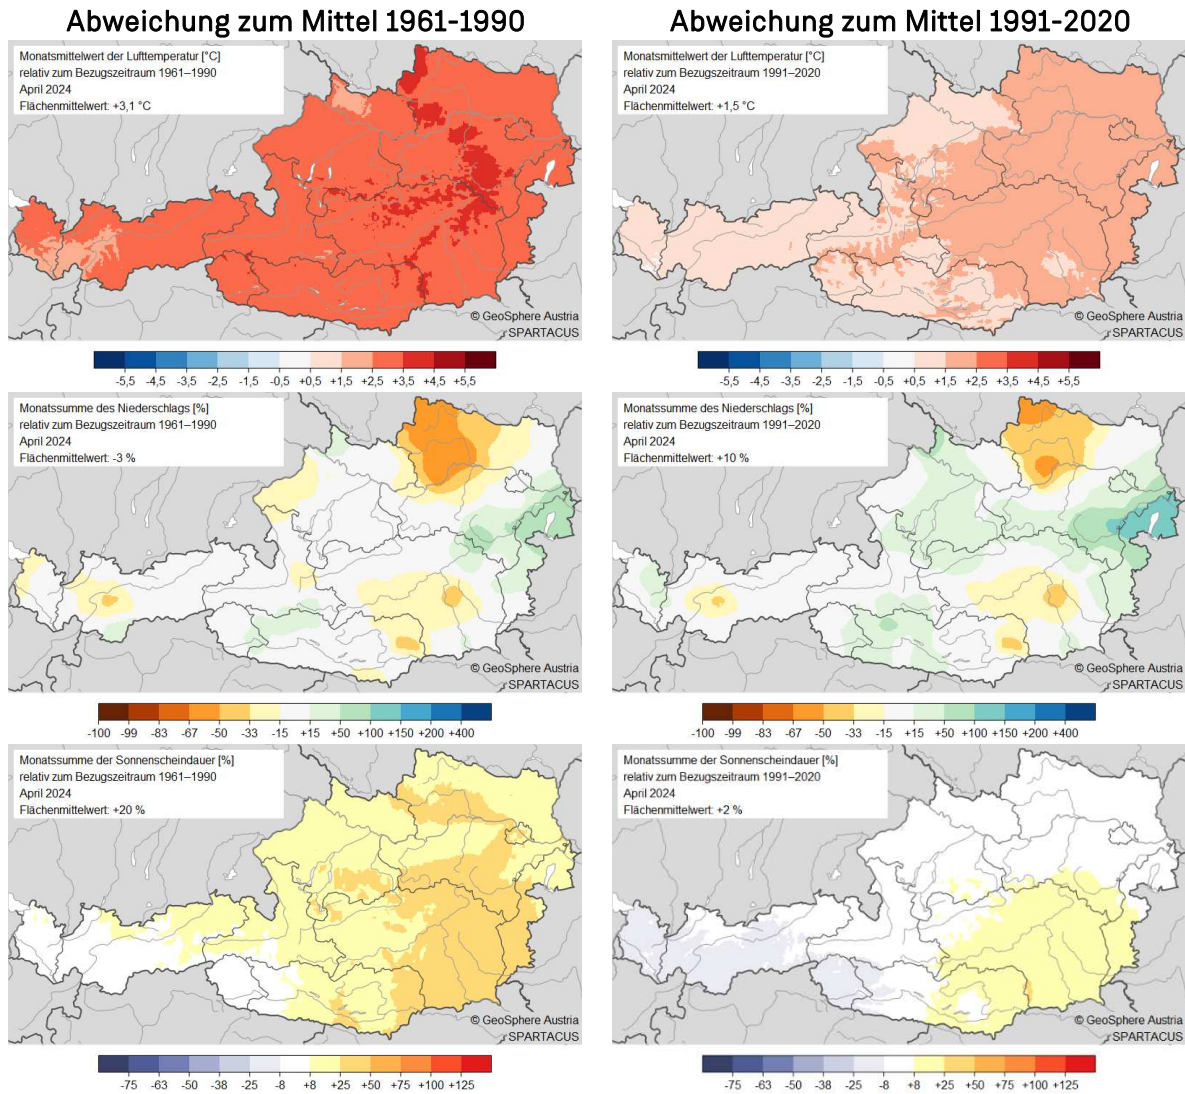 Abweichung zum Mittel 1961-1990
Abweichung zum Mittel 1991-2020
Monatsmittelwert der Lufttemperatur [°C]
relativ zum Bezugszeitraum 1961–1990
April 2024
Flächenmittelwert: +3,1 °C
© GeoSphere Austria
SPARTACUS
-5,5 -4,5 -3,5 -2,5 -1,5 -0,5 +0,5 +1,5 +2,5 +3,5 +4,5 +5,5
Monatsmittelwert der Lufttemperatur [°C]
relativ zum Bezugszeitraum 1991–2020
April 2024
Flächenmittelwert: +1,5 °C
© GeoSphere Austria
SPARTACUS
-5,5 -4,5 -3,5 -2,5 -1,5 -0,5 +0,5 +1,5 +2,5 +3,5 +4,5 +5,5
Monatssumme des Niederschlags [%]
relativ zum Bezugszeitraum 1961–1990
April 2024
Flächenmittelwert: -3 %
© GeoSphere Austria
SPARTACUS
-100 -99 -83 -67 -50 -33 -15 +15 +50 +100 +150 +200 +400
Monatssumme des Niederschlags [%]
relativ zum Bezugszeitraum 1991–2020
April 2024
Flächenmittelwert: +10 %
© GeoSphere Austria
SPARTACUS
-100 -99 -83 -67 -50 -33 -15 +15 +50 +100 +150 +200 +400
Monatssumme der Sonnenscheindauer [%]
relativ zum Bezugszeitraum 1961–1990
April 2024
Flächenmittelwert: +20 %
© GeoSphere Austria
SPARTACUS
-75 -63 -50 -38 -25 -8 +8 +25 +50 +75 +100 +125
Monatssumme der Sonnenscheindauer [%]
relativ zum Bezugszeitraum 1991–2020
April 2024
Flächenmittelwert: +2 %
© GeoSphere Austria
SPARTACUS
-75 -63 -50 -38 -25 -8 +8 +25 +50 +75 +100 +125